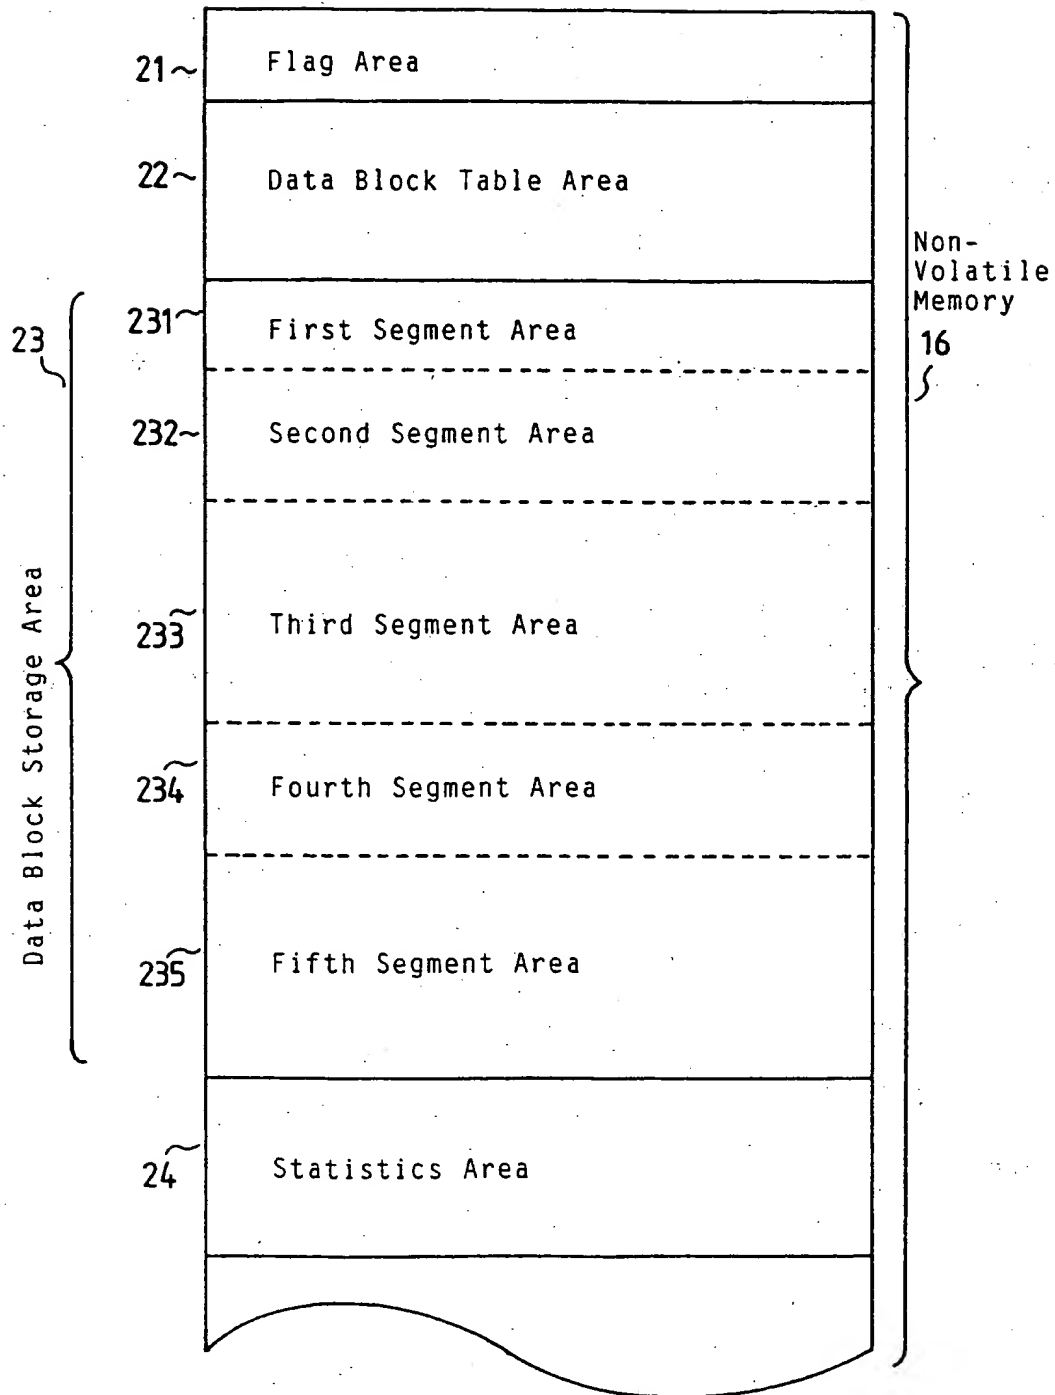 21 Flag Area
22 Data Block Table Area
Non-
Volatile
Memory
16
23
231 First Segment Area
232 Second Segment Area
233 Third Segment Area
234 Fourth Segment Area
235 Fifth Segment Area
Data Block Storage Area
24 Statistics Area